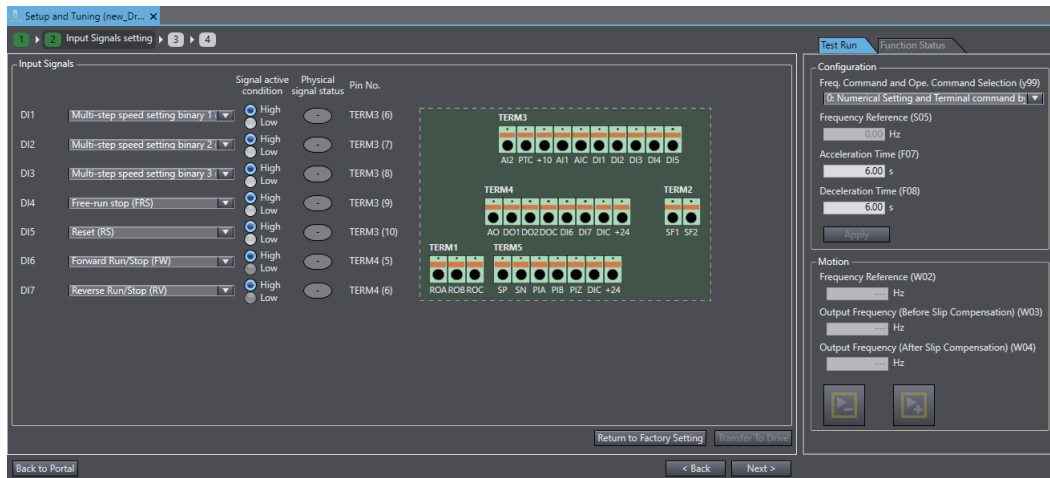 Setup and Tuning (new_Dr... X
1 2 Input Signals setting 3 4
Input Signals
Signal active condition Physical signal status Pin No.
DI1 Multi-step speed setting binary 1 High Low - TERM3 (6)
DI2 Multi-step speed setting binary 2 High Low - TERM3 (7)
DI3 Multi-step speed setting binary 3 High Low - TERM3 (8)
DI4 Free-run stop (FRS) High Low - TERM3 (9)
DI5 Reset (RS) High Low - TERM3 (10)
DI6 Forward Run/Stop (FW) High Low - TERM4 (5)
DI7 Reverse Run/Stop (RV) High Low - TERM4 (6)
TERM3
AI2 PTC +10 AI1 AIC DI1 DI2 DI3 DI4 DI5
TERM4 TERM2
AO DO1 DO2 DOC DI6 DI7 DIC +24 SF1 SF2
TERM1 TERM5
ROA ROB ROC SP SN PIA PIB PIZ DIC +24
Return to Factory Setting Transfer To Drive
Back to Portal < Back Next >
Test Run Function Status
Configuration
Freq. Command and Ope. Command Selection (y99)
0: Numerical Setting and Terminal command by
Frequency Reference (S05)
0.00 Hz
Acceleration Time (F07)
6.00 s
Deceleration Time (F08)
6.00 s
Apply
Motion
Frequency Reference (W02)
--- Hz
Output Frequency (Before Slip Compensation) (W03)
--- Hz
Output Frequency (After Slip Compensation) (W04)
--- Hz